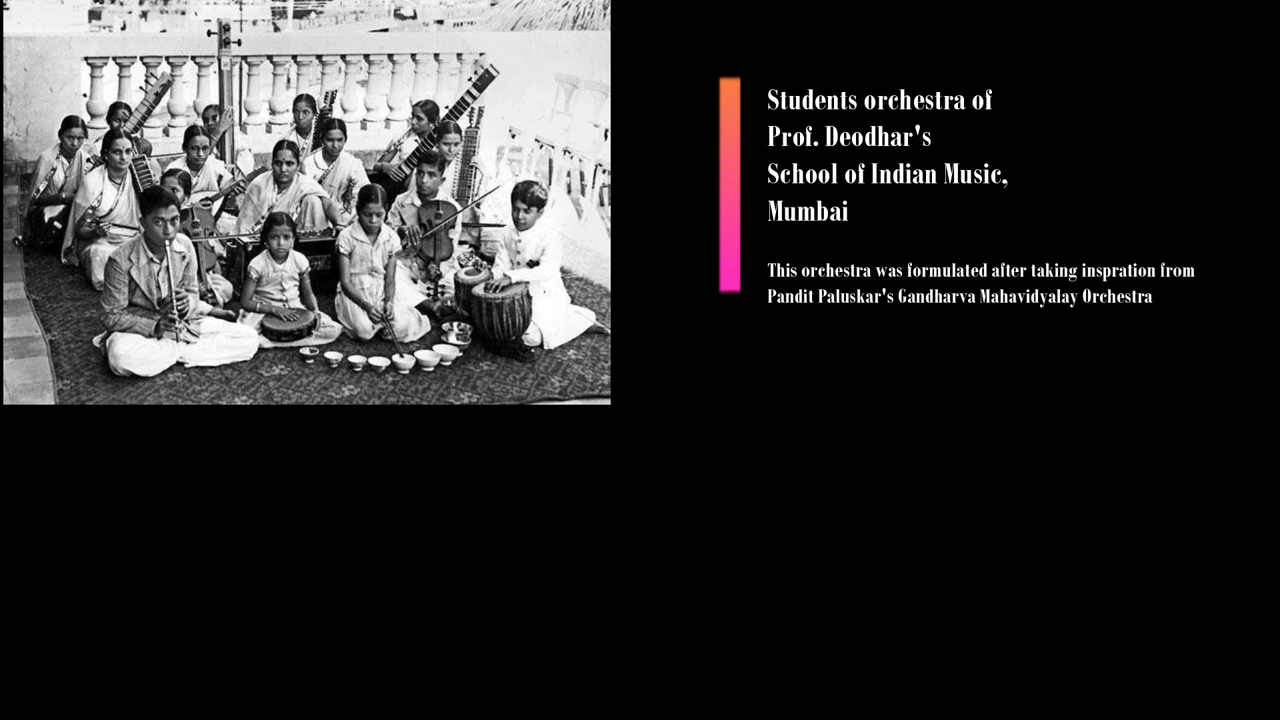 Students orchestra of
Prof. Deodhar's
School of Indian Music,
Mumbai
This orchestra was formulated after taking inspration from
Pandit Paluskar's Gandharva Mahavidyalay Orchestra